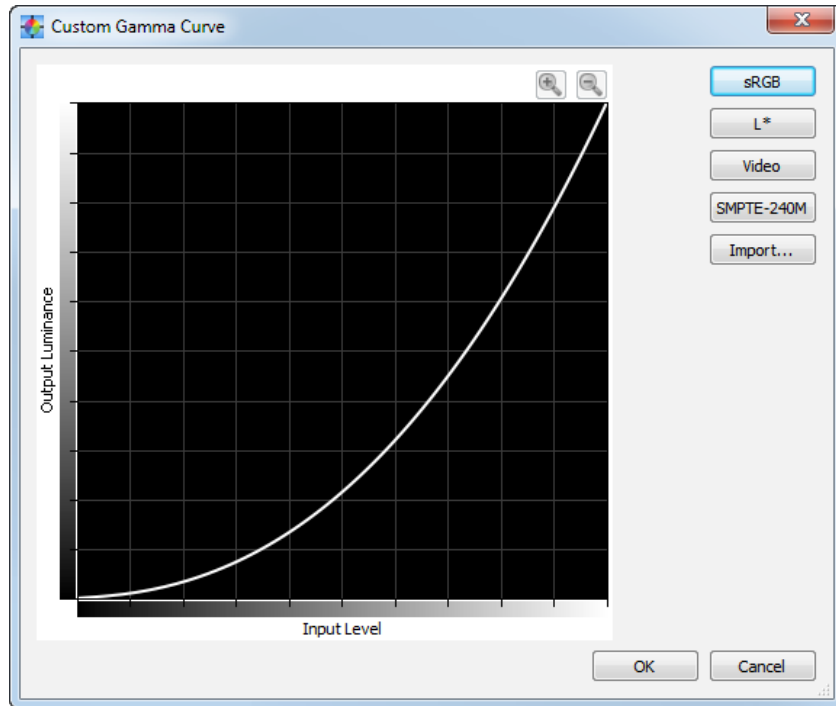 Custom Gamma Curve
sRGB
L*
Video
SMPTE-240M
Import...
Output Luminance
Input Level
OK
Cancel